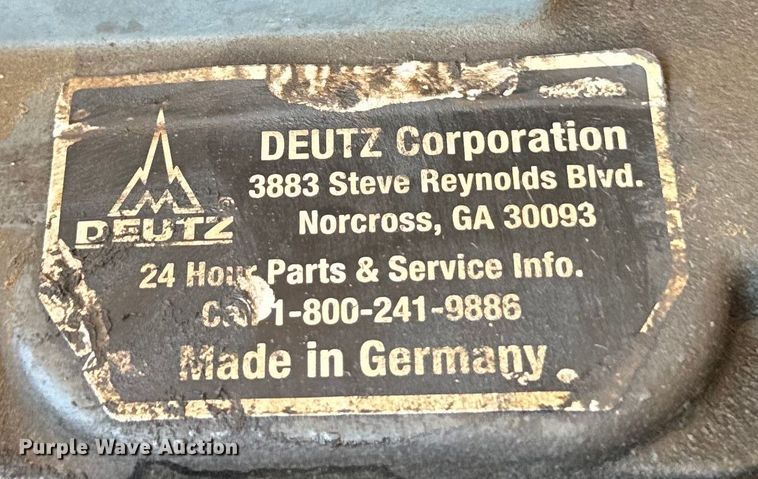 DEUTZ Corporation
3883 Steve Reynolds Blvd.
Norcross, GA 30093
DEUTZ®
24 Hour Parts & Service Info.
Call 1-800-241-9886
Made in Germany
Purple Wave Auction